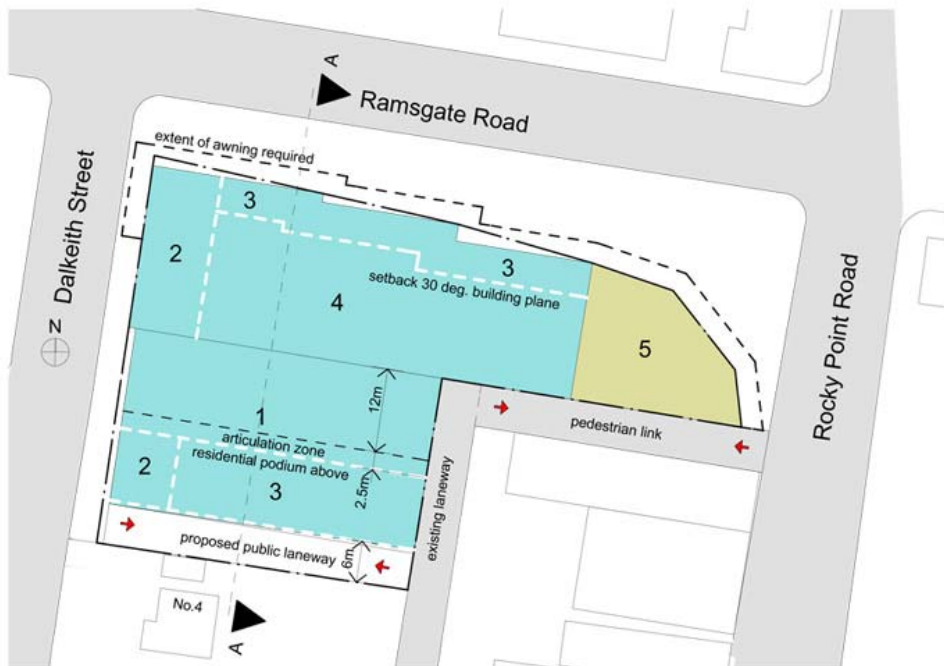 A
Ramsgate Road
extent of awning required
Dalkeith Street
3
2
3
setback 30 deg. building plane
4
N
5
Rocky Point Road
12m
1
pedestrian link
articulation zone
residential podium above
2
3
2.5m
existing laneway
proposed public laneway
6m
No.4
A